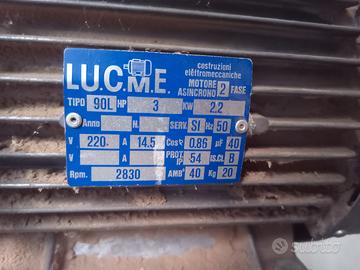 L.U.C.M.E.
costruzioni
elettromeccaniche
MOTORE
ASINCRONO 2 FASE
TIPO 90L HP 3 KW 2.2
Anno N. SERV. S1 Hz 50
V 220 A 14.5 Cosφ 0.86 μF 40
V A PROT. IP 54 IS.CL B
Rpm. 2830 AMB° 40 Kg 20
subito.it